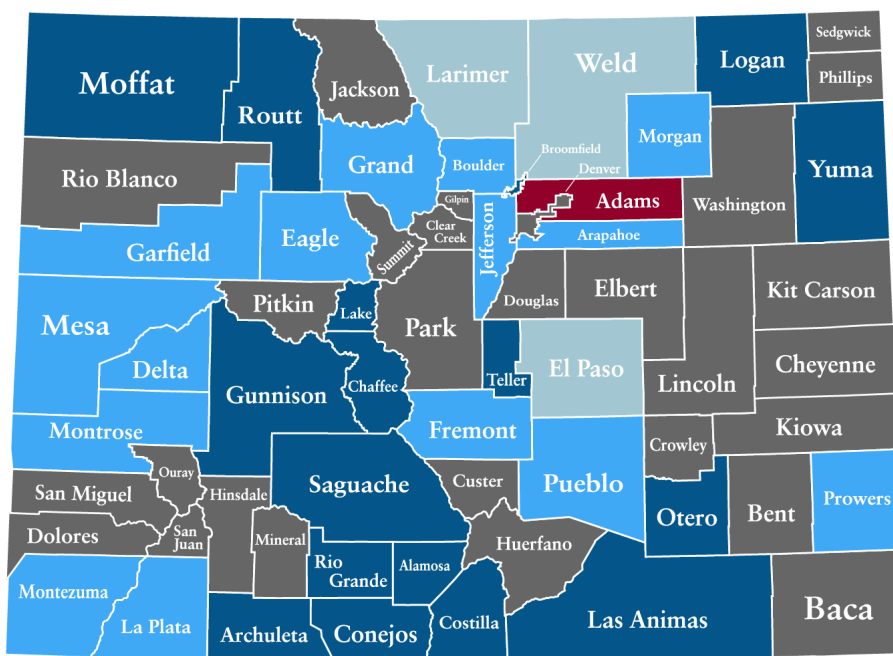 Sedgwick
Moffat
Logan
Weld
Larimer
Phillips
Jackson
Routt
Morgan
Broomfield
Grand
Boulder
Denver
Yuma
Rio Blanco
Gilpin
Adams
Washington
Clear
Creek
Jefferson
Eagle
Arapahoe
Garfield
Summit
Kit Carson
Elbert
Pitkin
Douglas
Lake
Mesa
Park
Cheyenne
Delta
El Paso
Teller
Lincoln
Chaffee
Gunnison
Kiowa
Montrose
Fremont
Crowley
Ouray
Custer
Saguache
Pueblo
San Miguel
Hinsdale
Prowers
Bent
Otero
Dolores
San
Juan
Mineral
Huerfano
Rio
Grande
Alamosa
Montezuma
Baca
Costilla
Las Animas
La Plata
Archuleta
Conejos